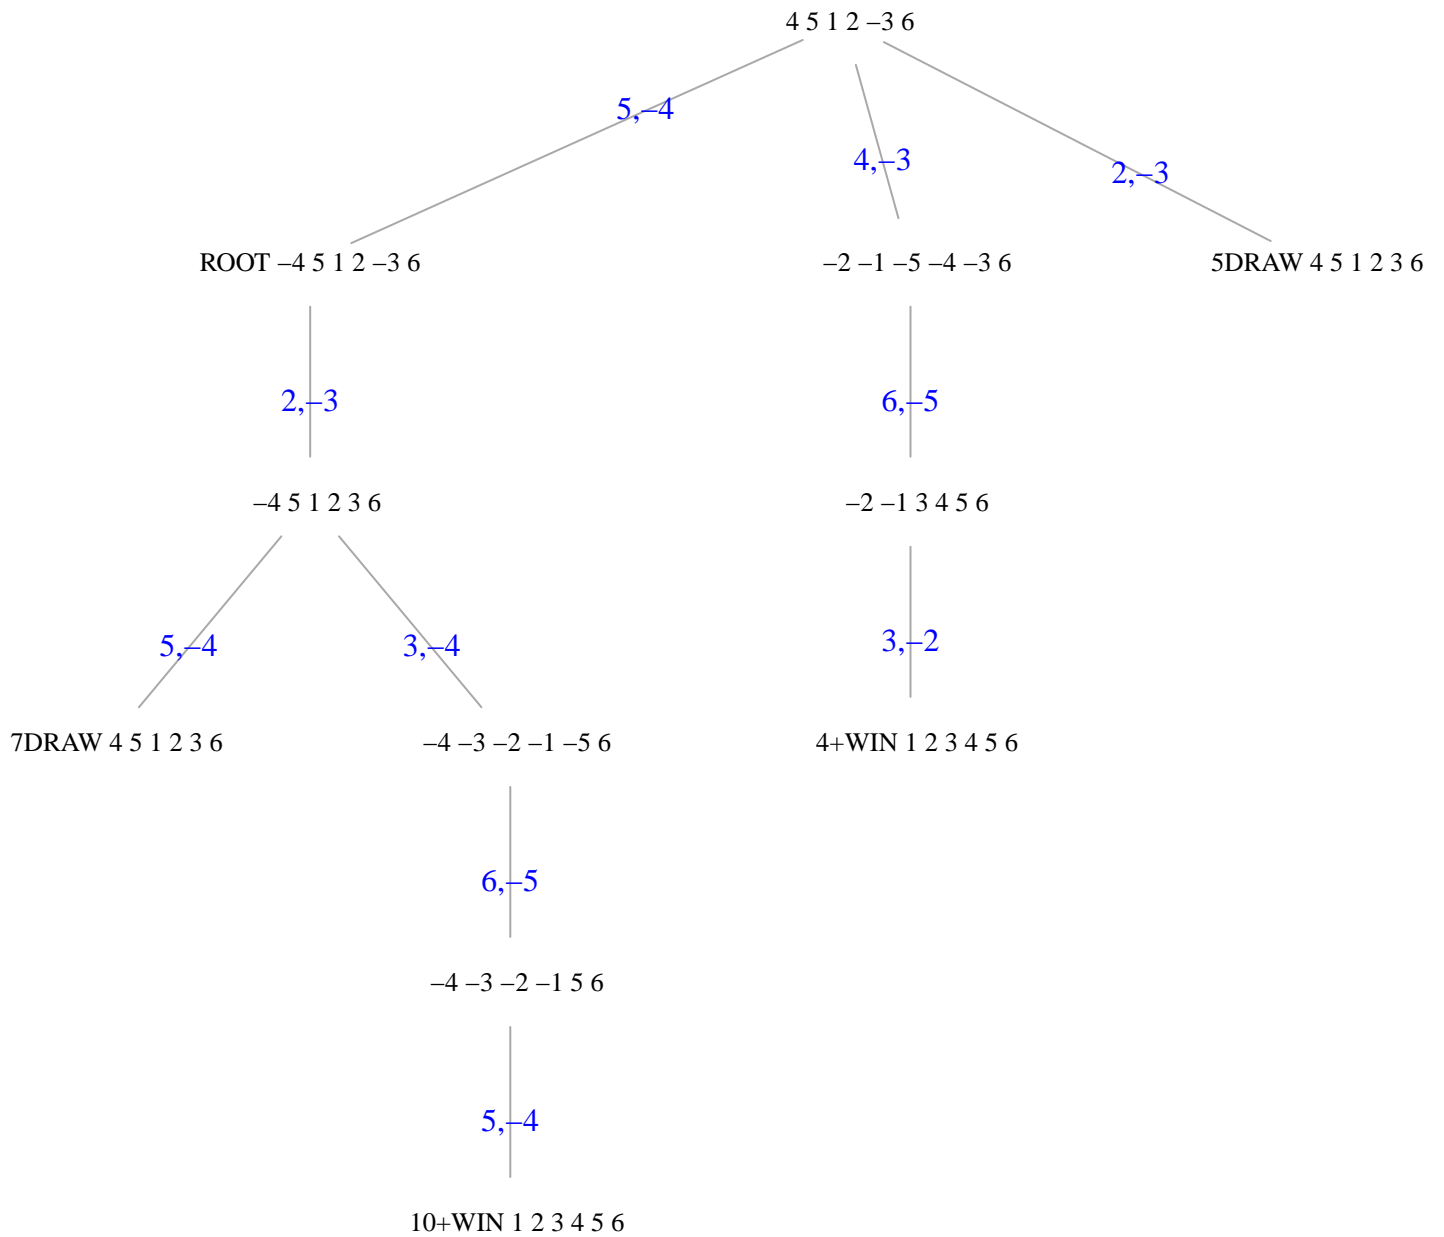 4 5 1 2 –3 6
5,–4
4,–3
2,–3
ROOT –4 5 1 2 –3 6
–2 –1 –5 –4 –3 6
5DRAW 4 5 1 2 3 6
2,–3
6,–5
–4 5 1 2 3 6
–2 –1 3 4 5 6
5,–4
3,–4
3,–2
7DRAW 4 5 1 2 3 6
–4 –3 –2 –1 –5 6
4+WIN 1 2 3 4 5 6
6,–5
–4 –3 –2 –1 5 6
5,–4
10+WIN 1 2 3 4 5 6